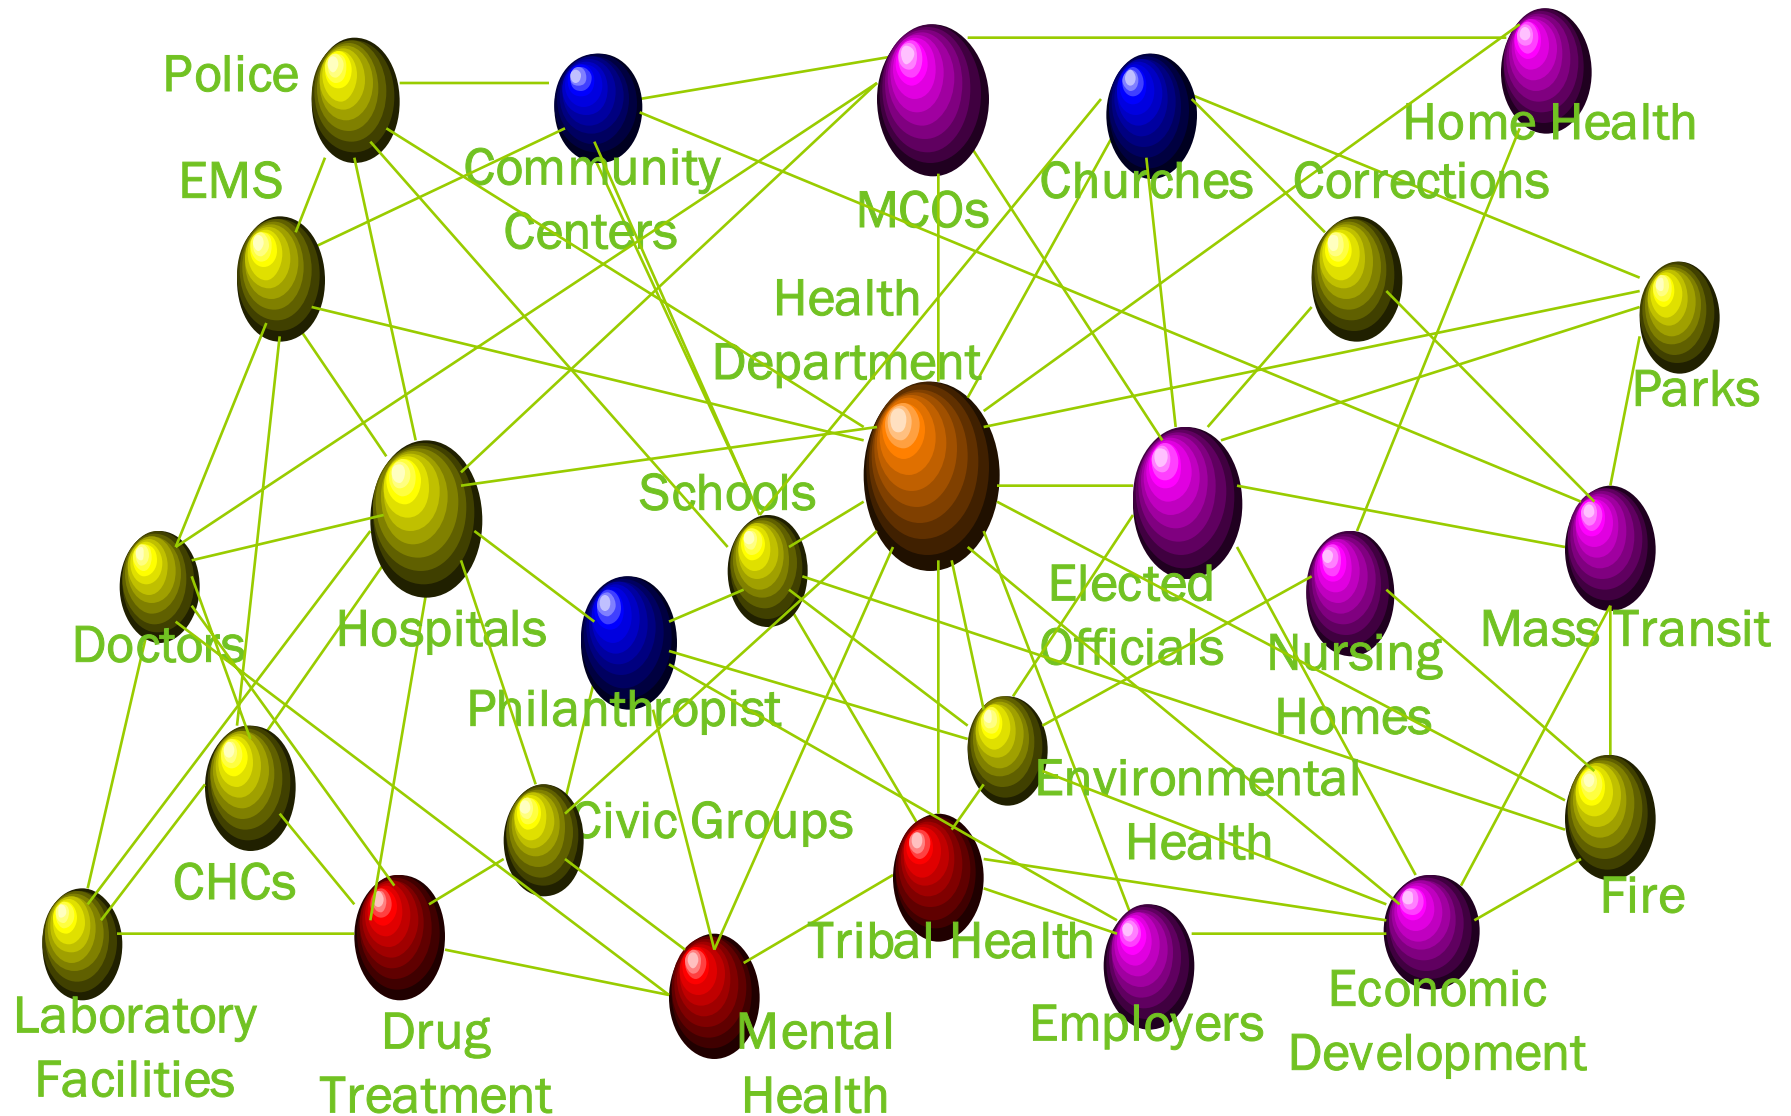 Police
Home Health
EMS
Community
Centers
MCOs
Churches
Corrections
Health
Department
Parks
Schools
Doctors
Hospitals
Elected
Officials
Nursing
Homes
Mass Transit
Philanthropist
CHCs
Civic Groups
Environmental
Health
Fire
Tribal Health
Laboratory
Facilities
Drug
Treatment
Mental
Health
Employers
Economic
Development